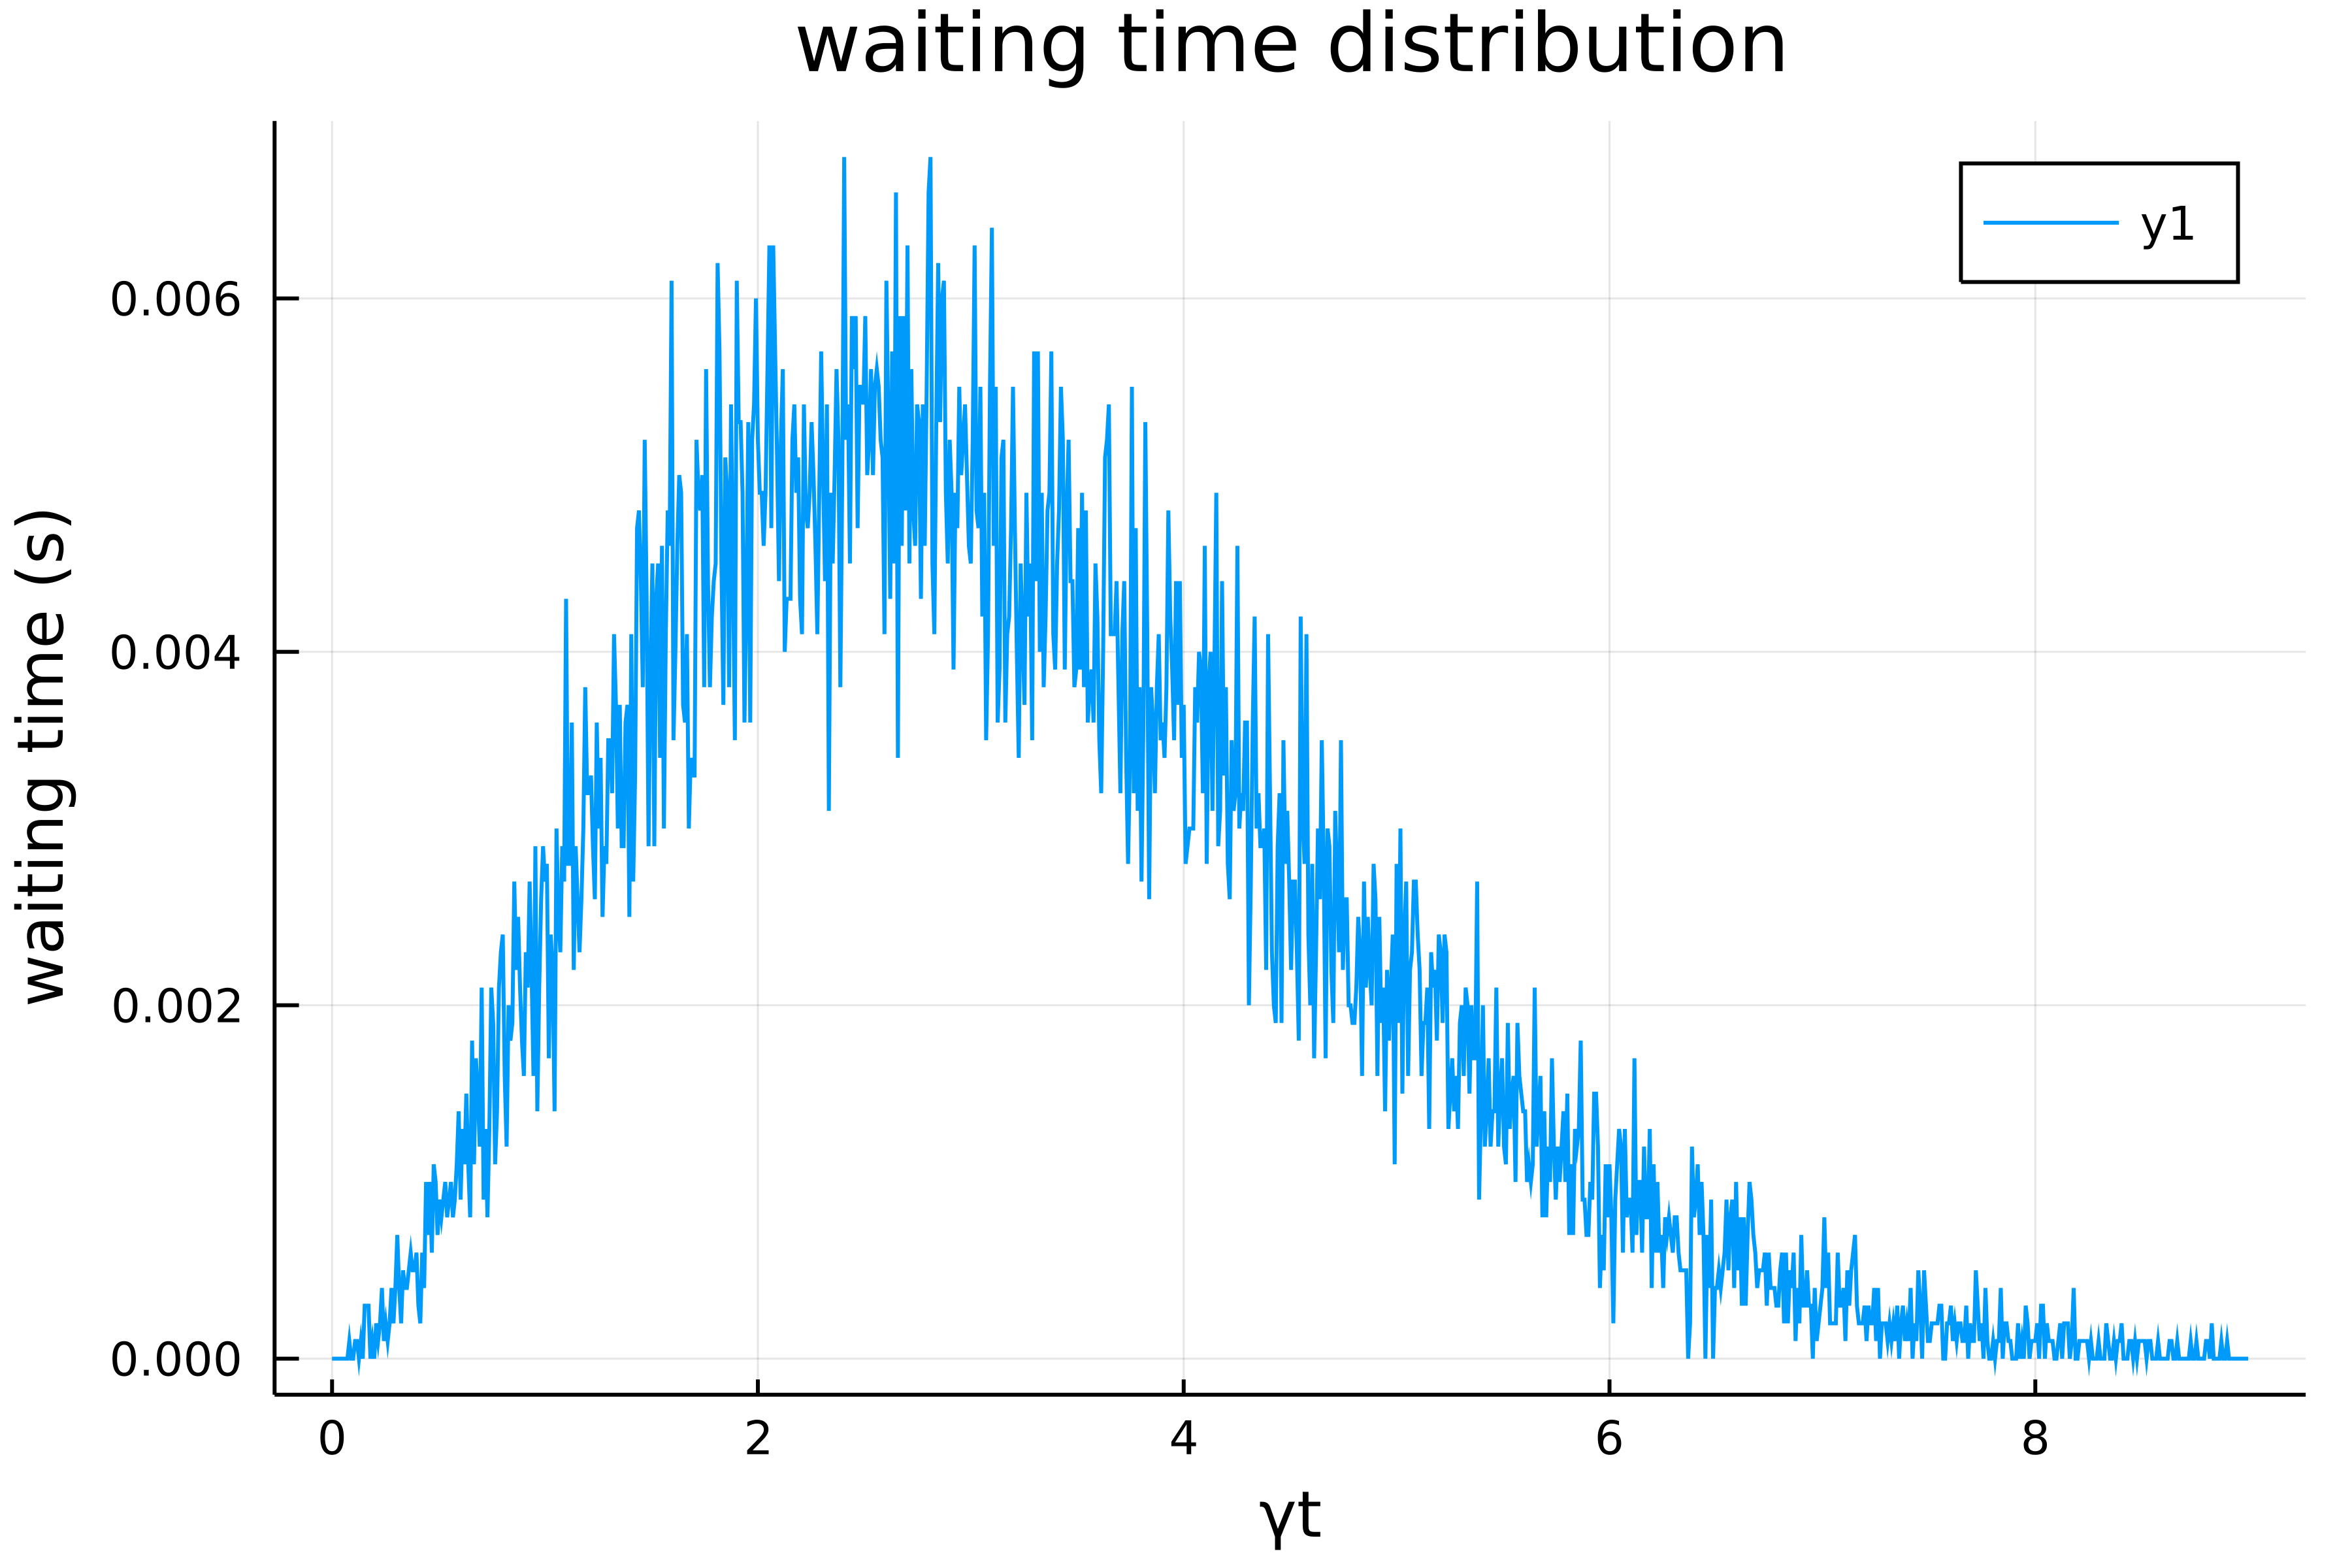 waiting time distribution
y1
waiting time (s)
0.006
0.004
0.002
0.000
0 2 4 6 8
γt